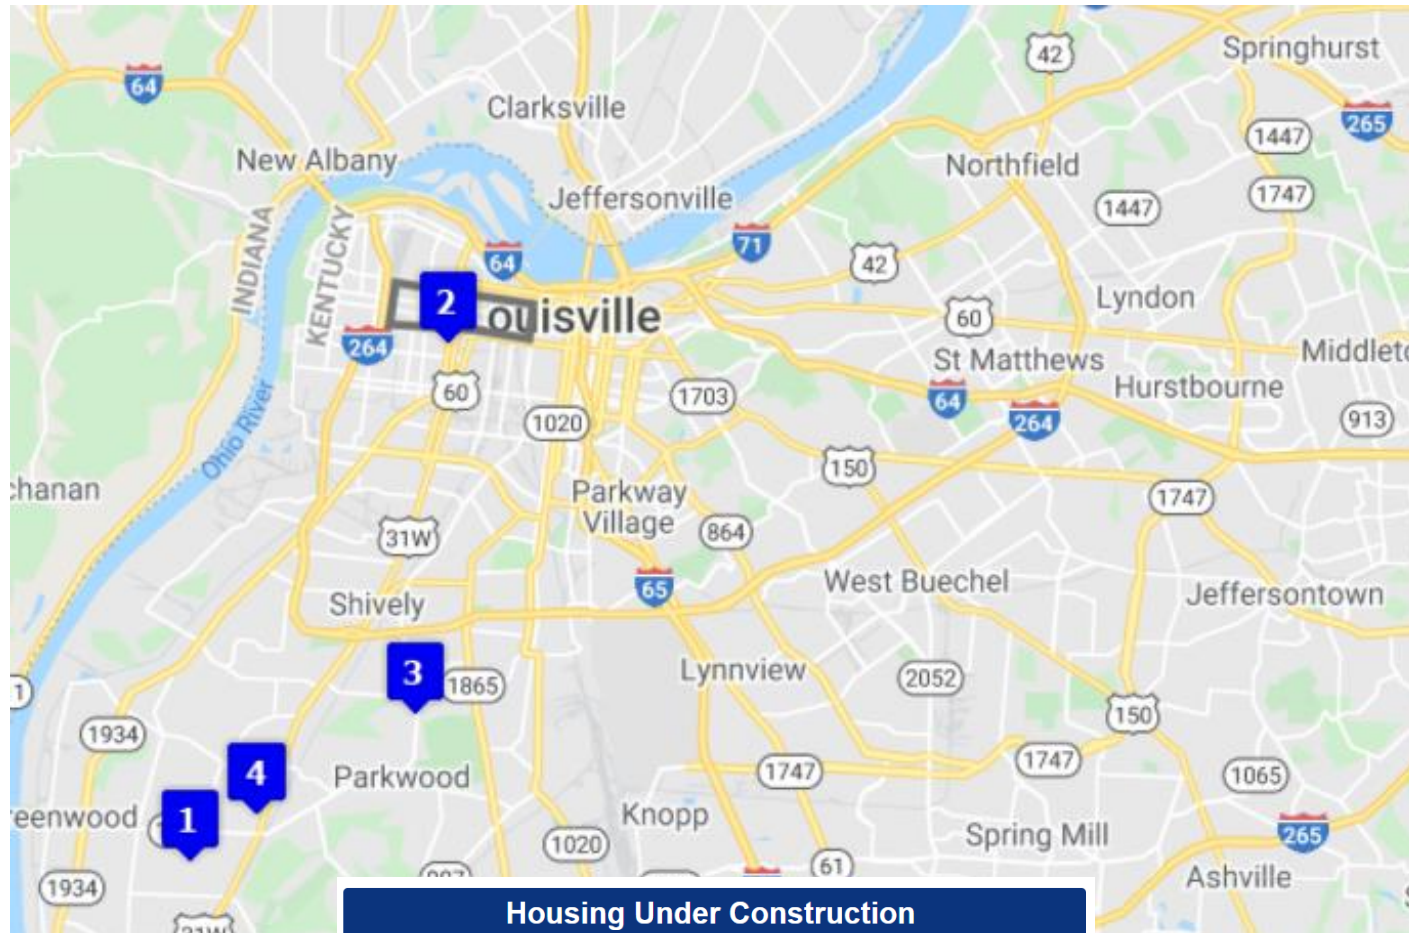 42
Springhurst
64
265
Clarksville
1447
New Albany
Northfield
1747
Jeffersonville
1447
INDIANA
KENTUCKY
71
64
42
2
Lyndon
ouisville
60
264
Middlet
St Matthews
Hurstbourne
60
1703
64
264
913
1020
Ohio River
150
chanan
Parkway
Village
1747
31W
864
65
West Buechel
Jeffersontown
Shively
3
1865
Lynnview
2052
1
150
1934
4
Parkwood
1747
1747
1065
1
eenwood
Knopp
Spring Mill
265
1020
61
1934
Ashville
31W
Housing Under Construction